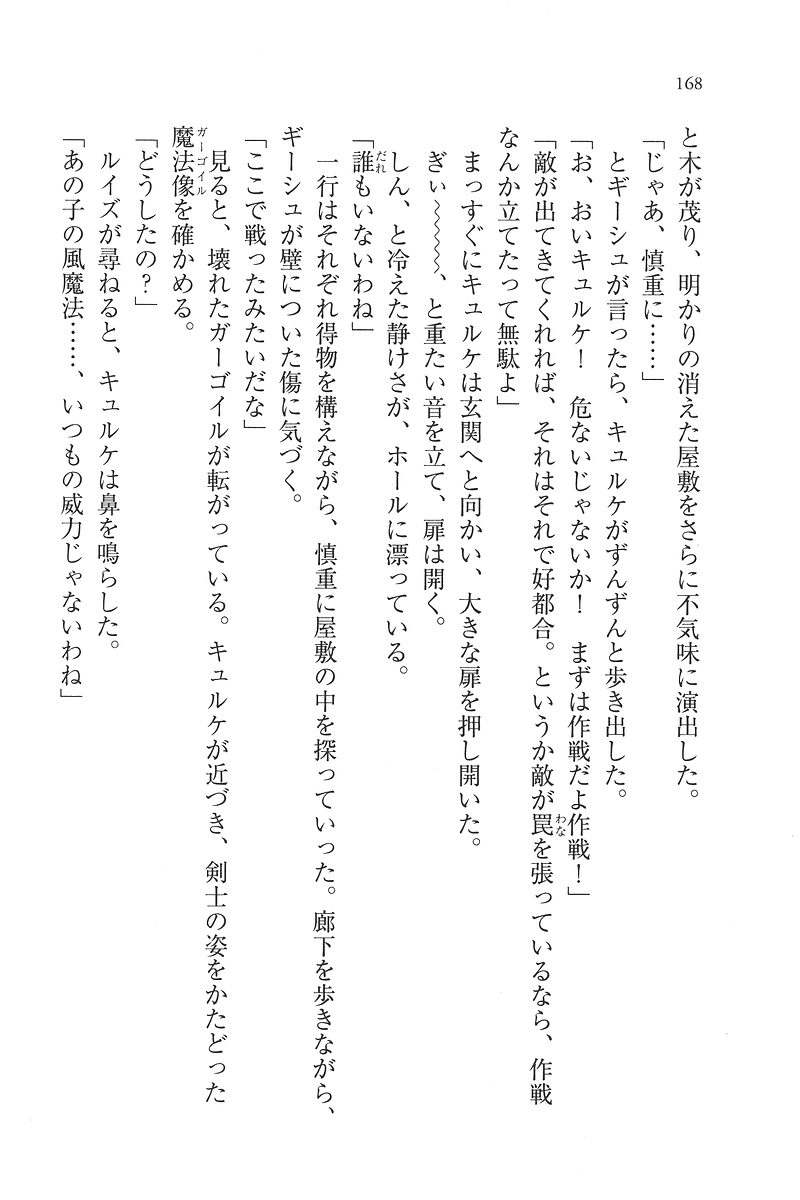 168
と木が茂り、明かりの消えた屋敷をさらに不気味に演出した。
「じゃあ、慎重に……」
とギーシュが言ったら、キュルケがずんずんと歩き出した。
「お、おいキュルケ！　危ないじゃないか！　まずは作戦だよ作戦！」
「敵が出てきてくれれば、それはそれで好都合。というか敵が罠を張っているなら、作戦
わな
なんか立てたって無駄よ」
まっすぐにキュルケは玄関へと向かい、大きな扉を押し開いた。
ぎぃ〜〜〜〜、と重たい音を立て、扉は開く。
しん、と冷えた静けさが、ホールに漂っている。
「誰もいないわね」
だれ
一行はそれぞれ得物を構えながら、慎重に屋敷の中を探っていった。廊下を歩きながら、
ギーシュが壁についた傷に気づく。
「ここで戦ったみたいだな」
見ると、壊れたガーゴイルが転がっている。キュルケが近づき、剣士の姿をかたどった
魔法像を確かめる。
ガーゴイル
「どうしたの？」
ルイズが尋ねると、キュルケは鼻を鳴らした。
「あの子の風魔法……、いつもの威力じゃないわね」